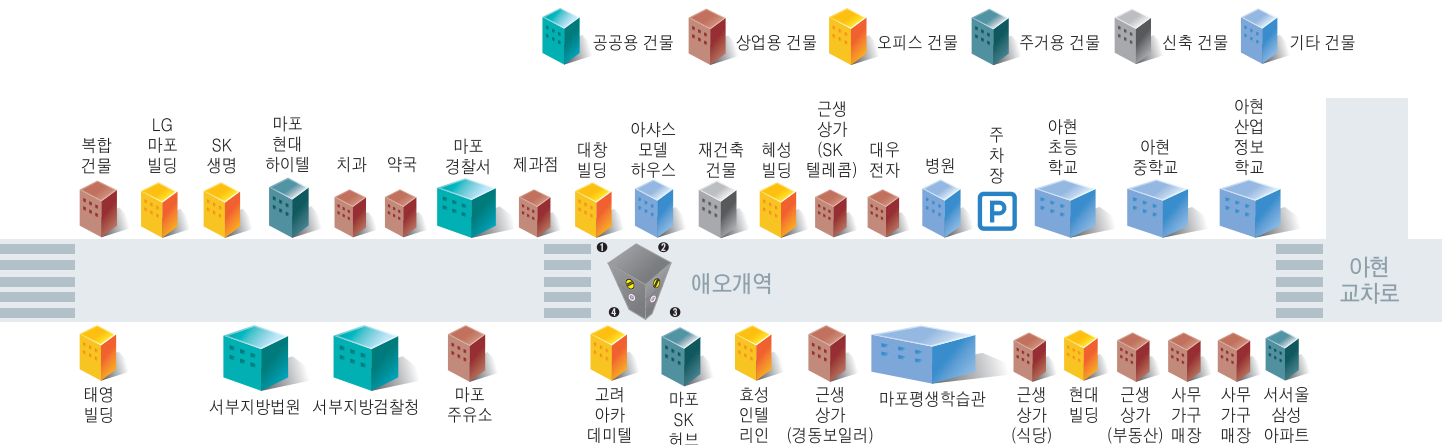 공공용 건물
상업용 건물
오피스 건물
주거용 건물
신축 건물
기타 건물
복합
건물
LG
마포
빌딩
SK
생명
마포
현대
하이텔
치과
약국
마포
경찰서
제과점
대창
빌딩
아샤스
모델
하우스
재건축
건물
혜성
빌딩
근생
상가
(SK
텔레콤)
대우
전자
병원
주
차
장
P
아현
초등
학교
아현
중학교
아현
산업
정보
학교
❶
❷
애오개역
❹
❸
아현
교차로
태영
빌딩
서부지방법원
서부지방검찰청
마포
주유소
고려
아카
데미텔
마포
SK
허브
효성
인텔
리인
근생
상가
(경동보일러)
마포평생학습관
근생
상가
(식당)
현대
빌딩
근생
상가
(부동산)
사무
가구
매장
사무
가구
매장
서서울
삼성
아파트